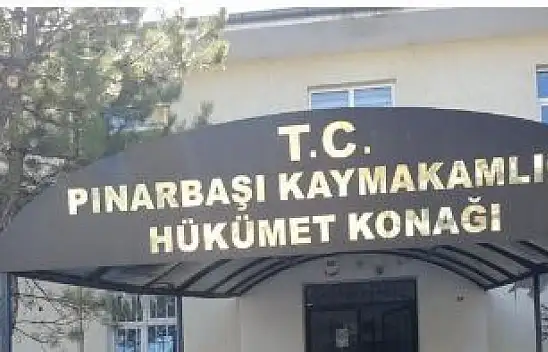 T.C.
PINARBAŞI KAYMAKAMLI
HÜKÜMET KONAĞI